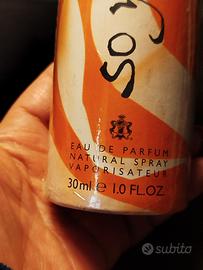 EAU DE PARFUM
NATURAL SPRAY
VAPORISATEUR
30ml e 1.0 FL.OZ.
subito